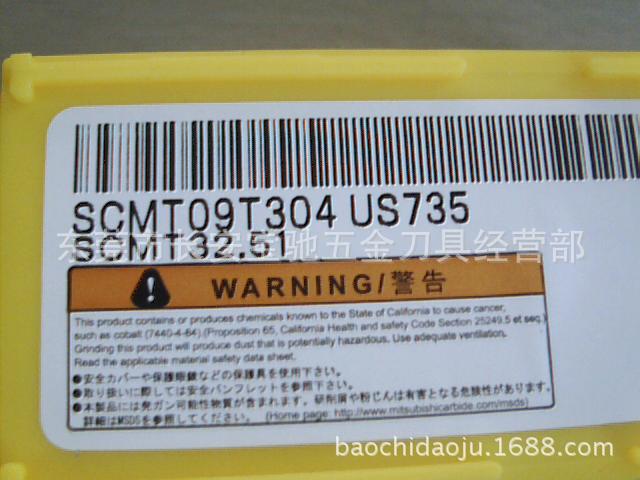 SCMT09T304 US735
SCMT32.51
WARNING/警告
This product contains or produces chemicals known to the State of California to cause cancer,
such as cobalt (7440-4-84).(Proposition 65, California Health and safety Code Section 25249.5 et seq.)
Grinding this product will produce dust that is potentially hazardous. Use adequate ventilation.
Read the applicable material safety data sheet.
●安全カバーや保護眼鏡などの保護具を使用下さい。
●取り扱いに際しては安全パンフレットを参照下さい。
●本製品には発ガン可能性物質が含まれます。研削屑や粉じんは有害となる危険性があります。
詳細はMSDSを参照してください。 (Home page: http://www.mitsubishicarbide.com/msds)
东莞市长安宝驰五金刀具经营部
baochidaoju.1688.com